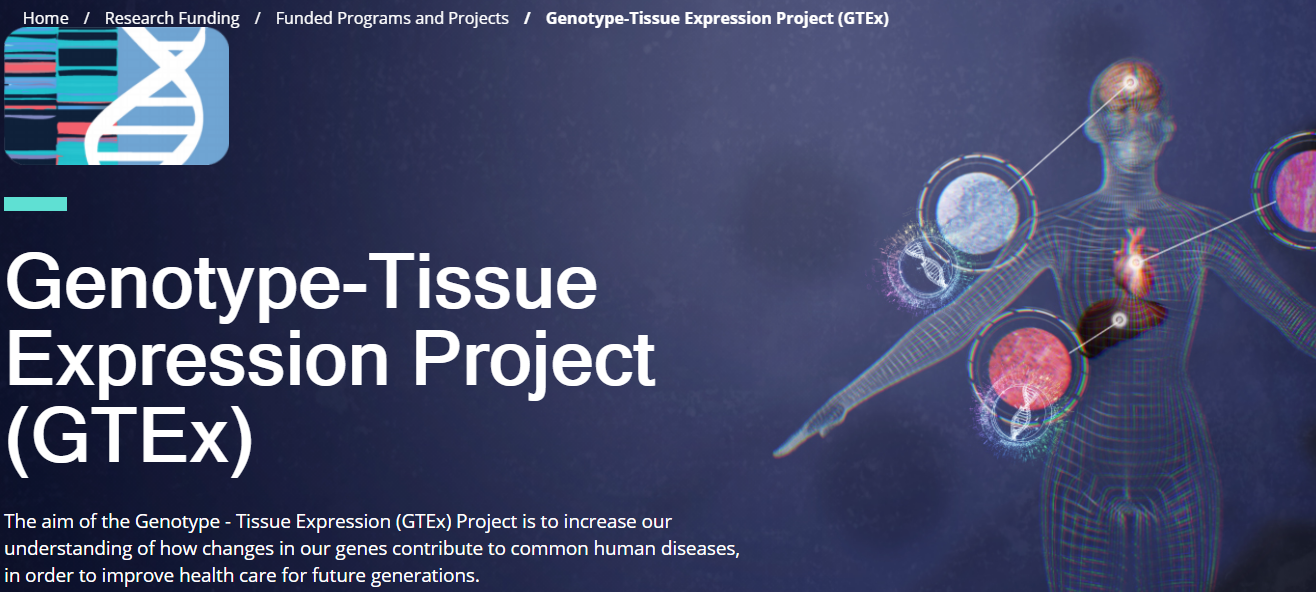 Home / Research Funding / Funded Programs and Projects / Genotype-Tissue Expression Project (GTEx)
Genotype-Tissue
Expression Project
(GTEx)
The aim of the Genotype - Tissue Expression (GTEx) Project is to increase our
understanding of how changes in our genes contribute to common human diseases,
in order to improve health care for future generations.